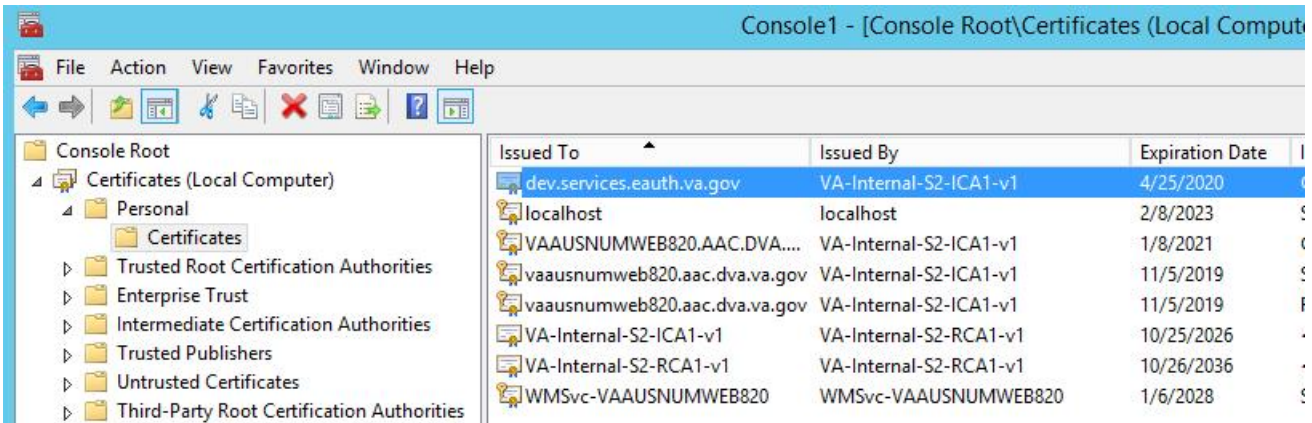 Console1 - [Console Root\Certificates (Local Compute
File Action View Favorites Window Help
Console Root
Certificates (Local Computer)
Personal
Certificates
Trusted Root Certification Authorities
Enterprise Trust
Intermediate Certification Authorities
Trusted Publishers
Untrusted Certificates
Third-Party Root Certification Authorities
Issued To Issued By Expiration Date
dev.services.eauth.va.gov VA-Internal-S2-ICA1-v1 4/25/2020
localhost localhost 2/8/2023
VAAUSNUMWEB820.AAC.DVA.... VA-Internal-S2-ICA1-v1 1/8/2021
vaausnumweb820.aac.dva.va.gov VA-Internal-S2-ICA1-v1 11/5/2019
vaausnumweb820.aac.dva.va.gov VA-Internal-S2-ICA1-v1 11/5/2019
VA-Internal-S2-ICA1-v1 VA-Internal-S2-RCA1-v1 10/25/2026
VA-Internal-S2-RCA1-v1 VA-Internal-S2-RCA1-v1 10/26/2036
WMSvc-VAAUSNUMWEB820 WMSvc-VAAUSNUMWEB820 1/6/2028